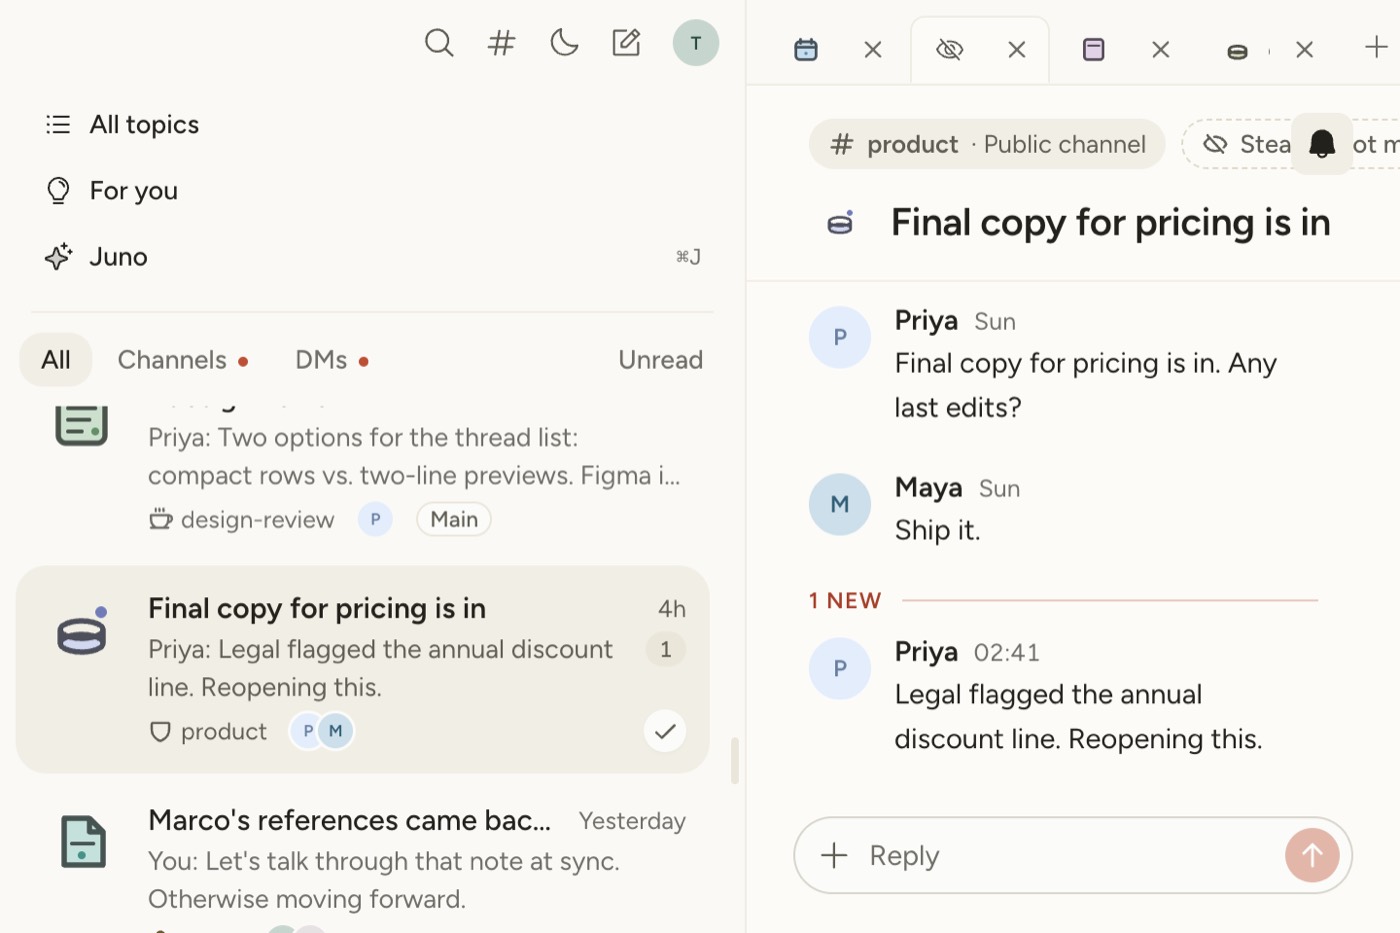 T
All topics
For you
Juno ⌘J
All Channels DMs Unread
Priya: Two options for the thread list:
compact rows vs. two-line previews. Figma i...
design-review P Main
Final copy for pricing is in 4h
Priya: Legal flagged the annual discount 1
line. Reopening this.
product P M
Marco's references came bac... Yesterday
You: Let's talk through that note at sync.
Otherwise moving forward.
# product · Public channel
Final copy for pricing is in
P Priya Sun
Final copy for pricing is in. Any
last edits?
M Maya Sun
Ship it.
1 NEW
P Priya 02:41
Legal flagged the annual
discount line. Reopening this.
Reply